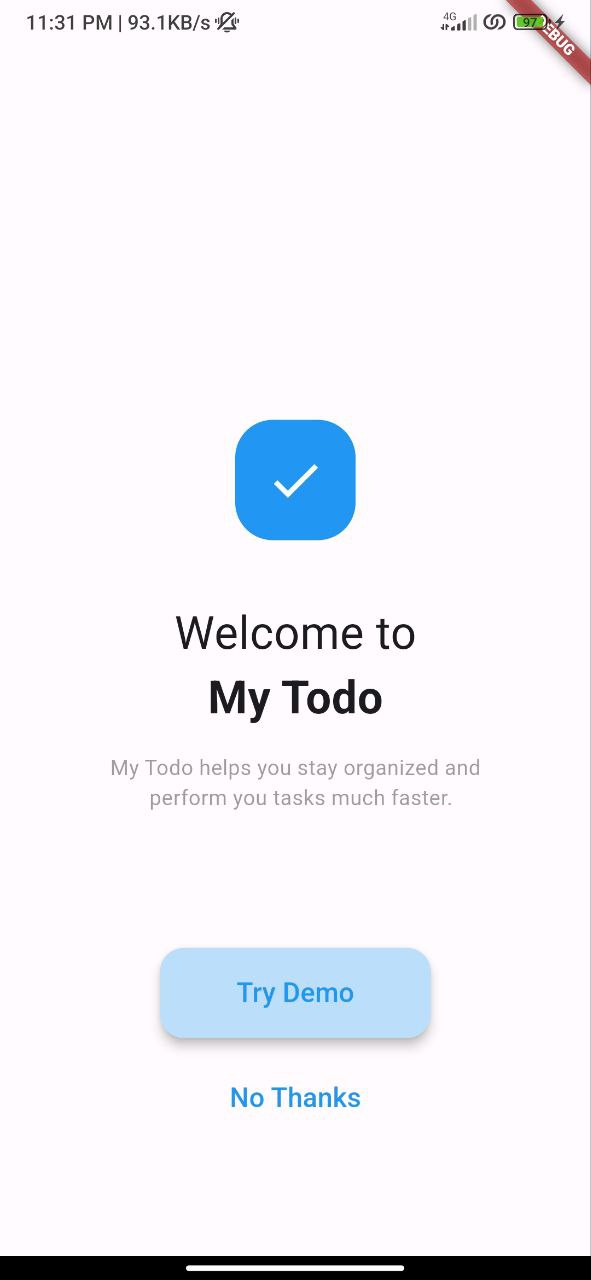 11:31 PM | 93.1KB/s 4G 97
DEBUG
Welcome to
My Todo
My Todo helps you stay organized and
perform you tasks much faster.
Try Demo
No Thanks